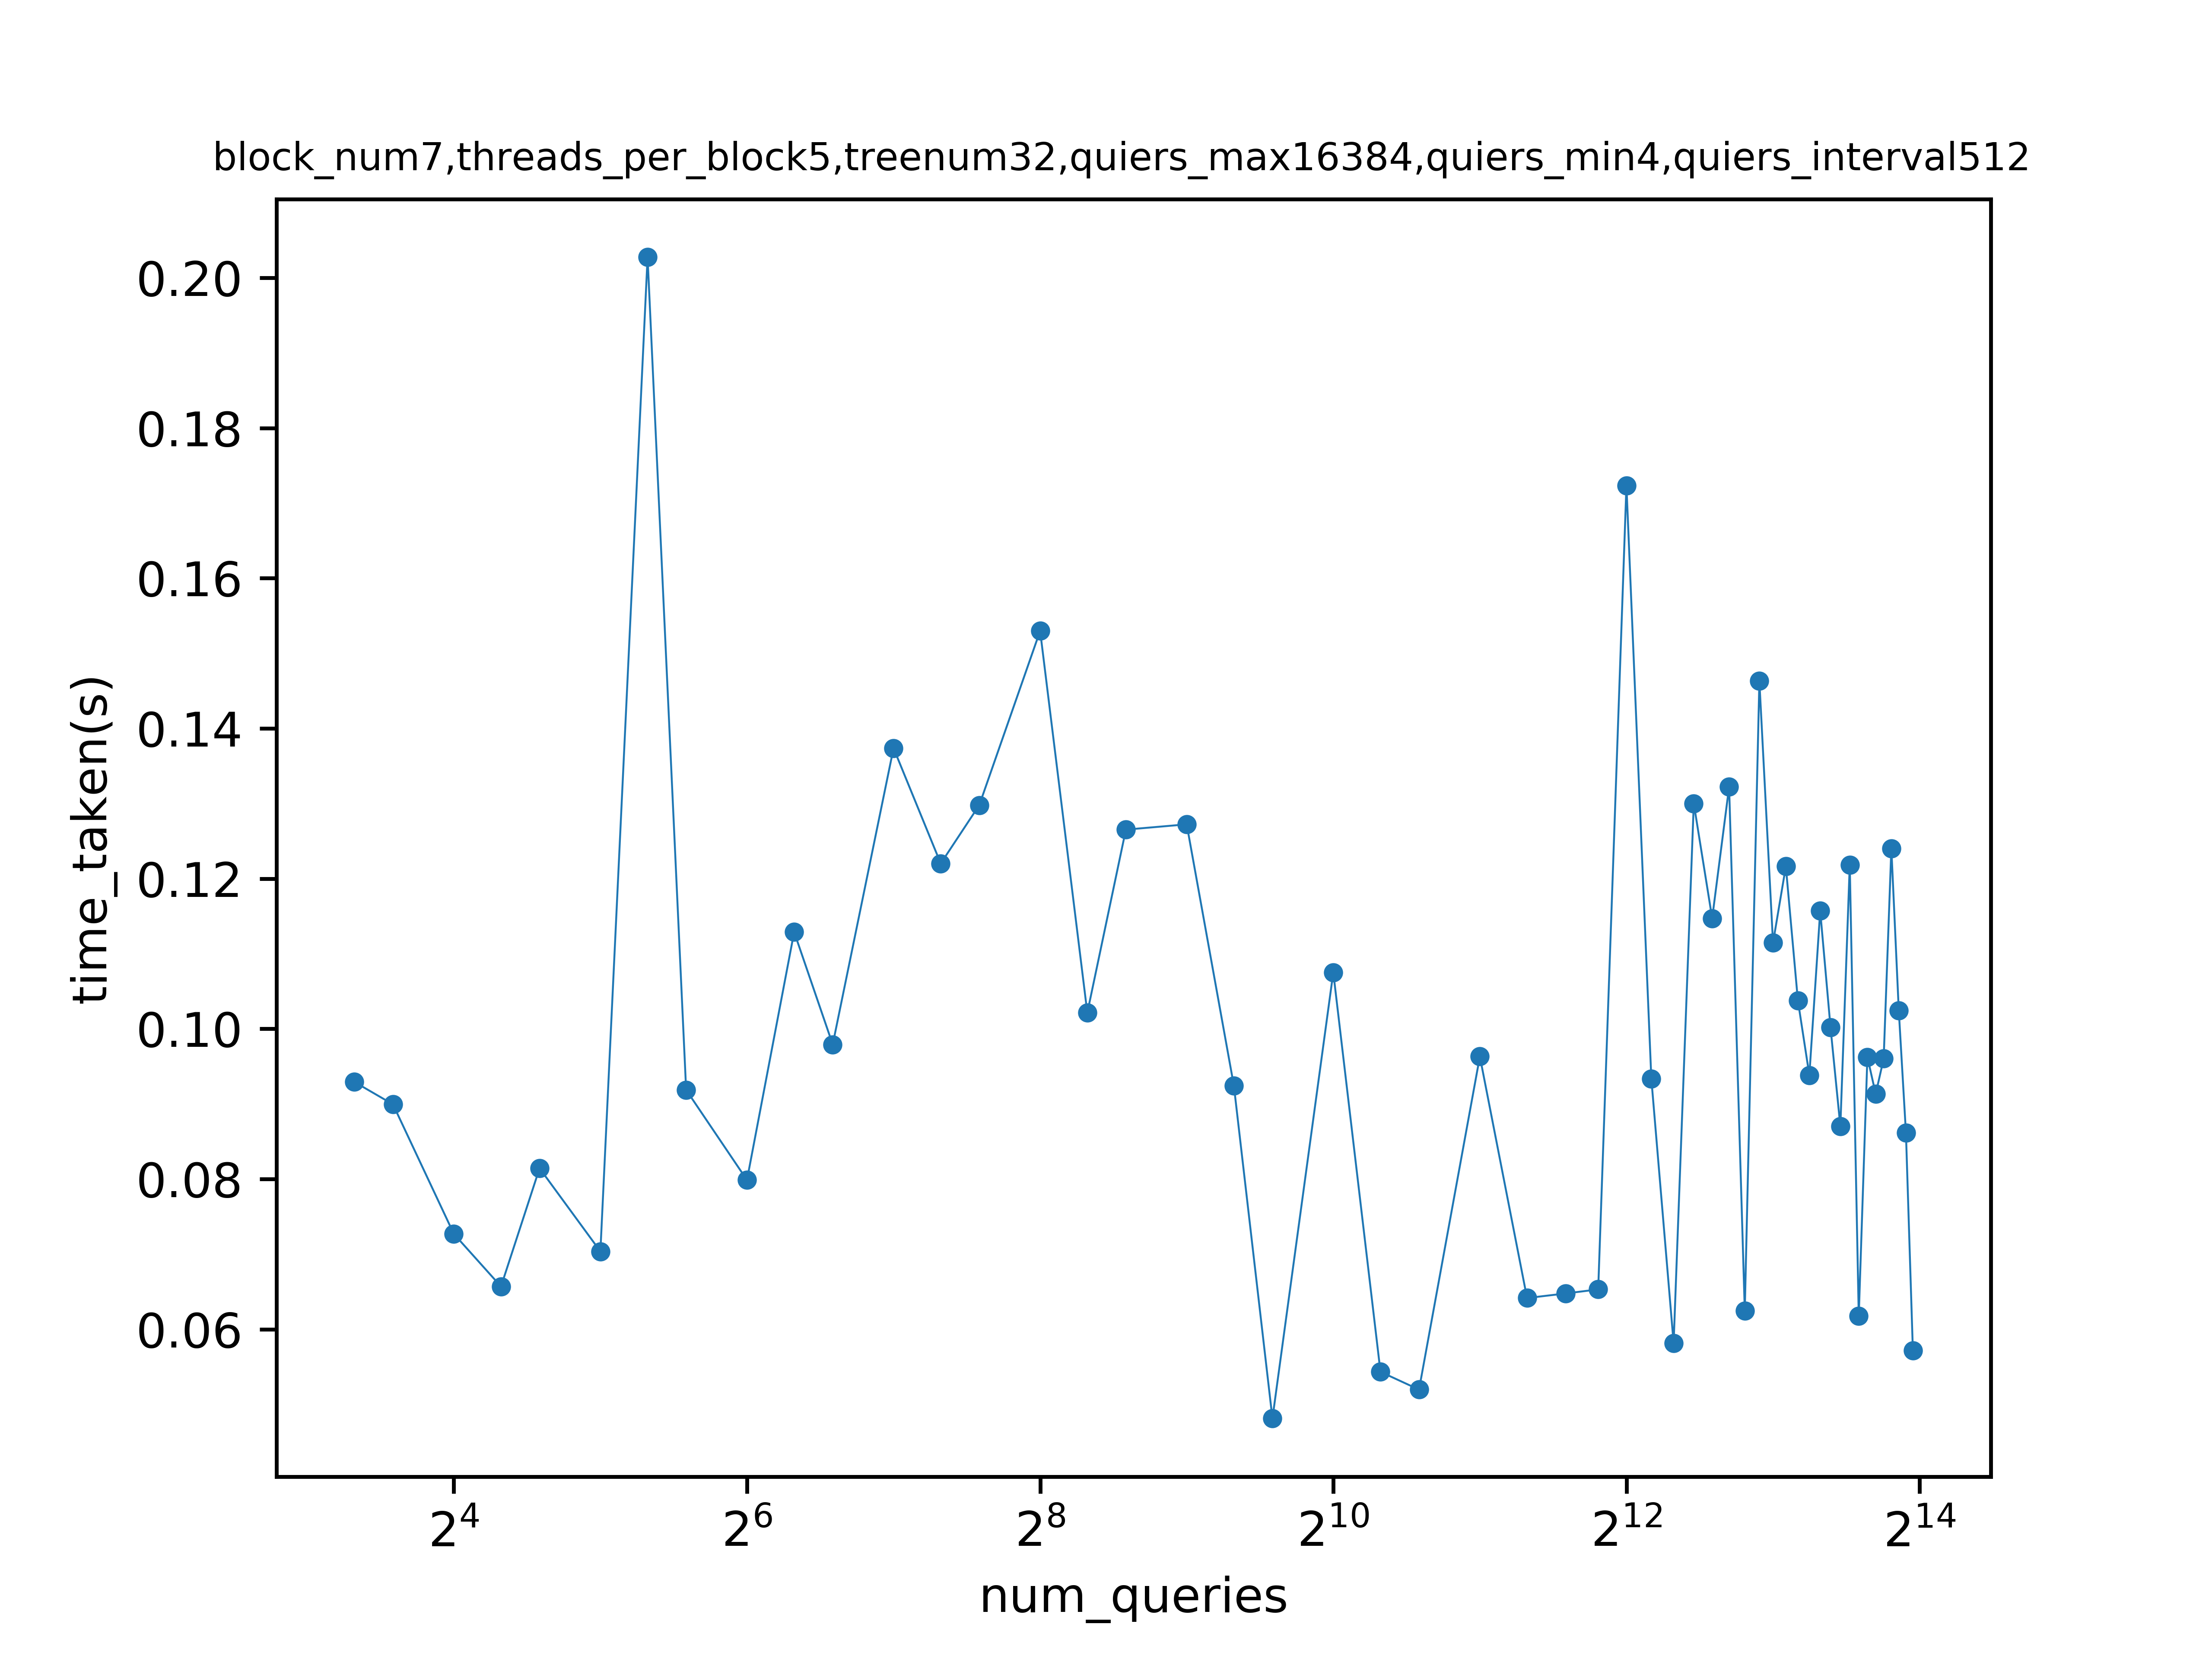 block_num7,threads_per_block5,treenum32,quiers_max16384,quiers_min4,quiers_interval512
0.20
0.18
0.16
0.14
0.12
0.10
0.08
0.06
time_taken(s)
2^4 2^6 2^8 2^10 2^12 2^14
num_queries